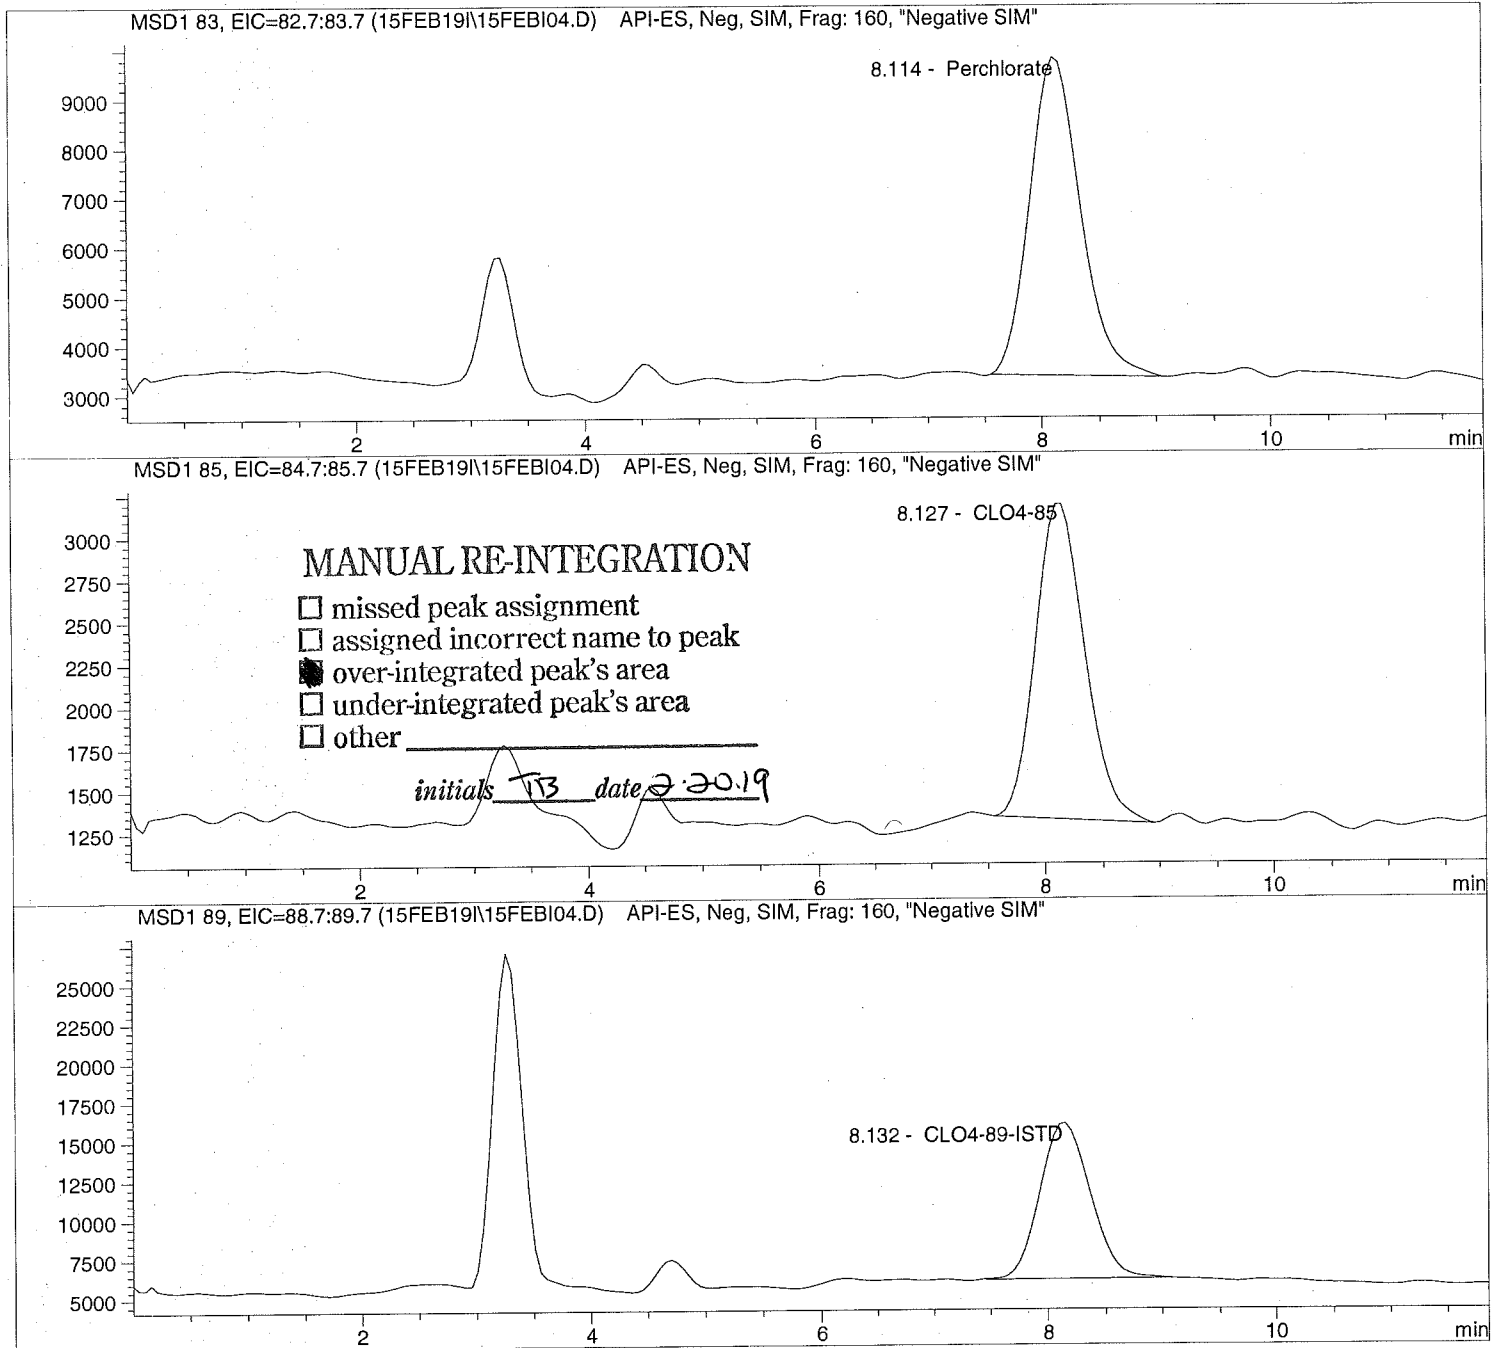 MSD1 83, EIC=82.7:83.7 (15FEB19I\15FEBI04.D) API-ES, Neg, SIM, Frag: 160, "Negative SIM"
8.114 - Perchlorate
9000
8000
7000
6000
5000
4000
3000
2 4 6 8 10 min
MSD1 85, EIC=84.7:85.7 (15FEB19I\15FEBI04.D) API-ES, Neg, SIM, Frag: 160, "Negative SIM"
8.127 - CLO4-85
3000
2750
2500
2250
2000
1750
1500
1250
MANUAL RE-INTEGRATION
missed peak assignment
assigned incorrect name to peak
over-integrated peak's area
under-integrated peak's area
other
initials TB date 2.20.19
2 4 6 8 10 min
MSD1 89, EIC=88.7:89.7 (15FEB19I\15FEBI04.D) API-ES, Neg, SIM, Frag: 160, "Negative SIM"
25000
22500
20000
17500
15000
12500
10000
7500
5000
8.132 - CLO4-89-ISTD
2 4 6 8 10 min